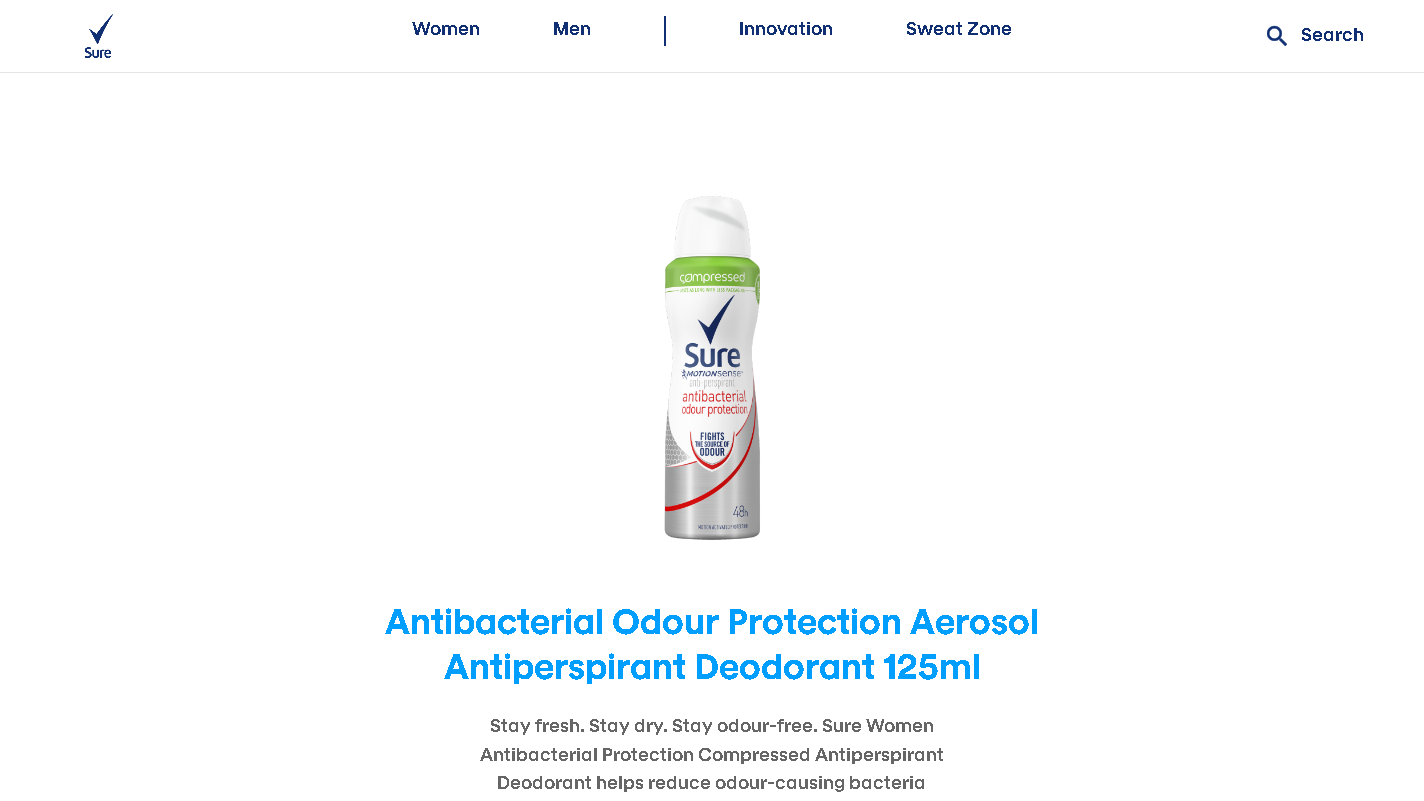 Women
Men
Innovation
Sweat Zone
Search
Sure
compressed
Sure
MOTIONsense
anti-perspirant
antibacterial
odour protection
FIGHTS
THE SOURCE OF
ODOUR
48h
Antibacterial Odour Protection Aerosol
Antiperspirant Deodorant 125ml
Stay fresh. Stay dry. Stay odour-free. Sure Women
Antibacterial Protection Compressed Antiperspirant
Deodorant helps reduce odour-causing bacteria